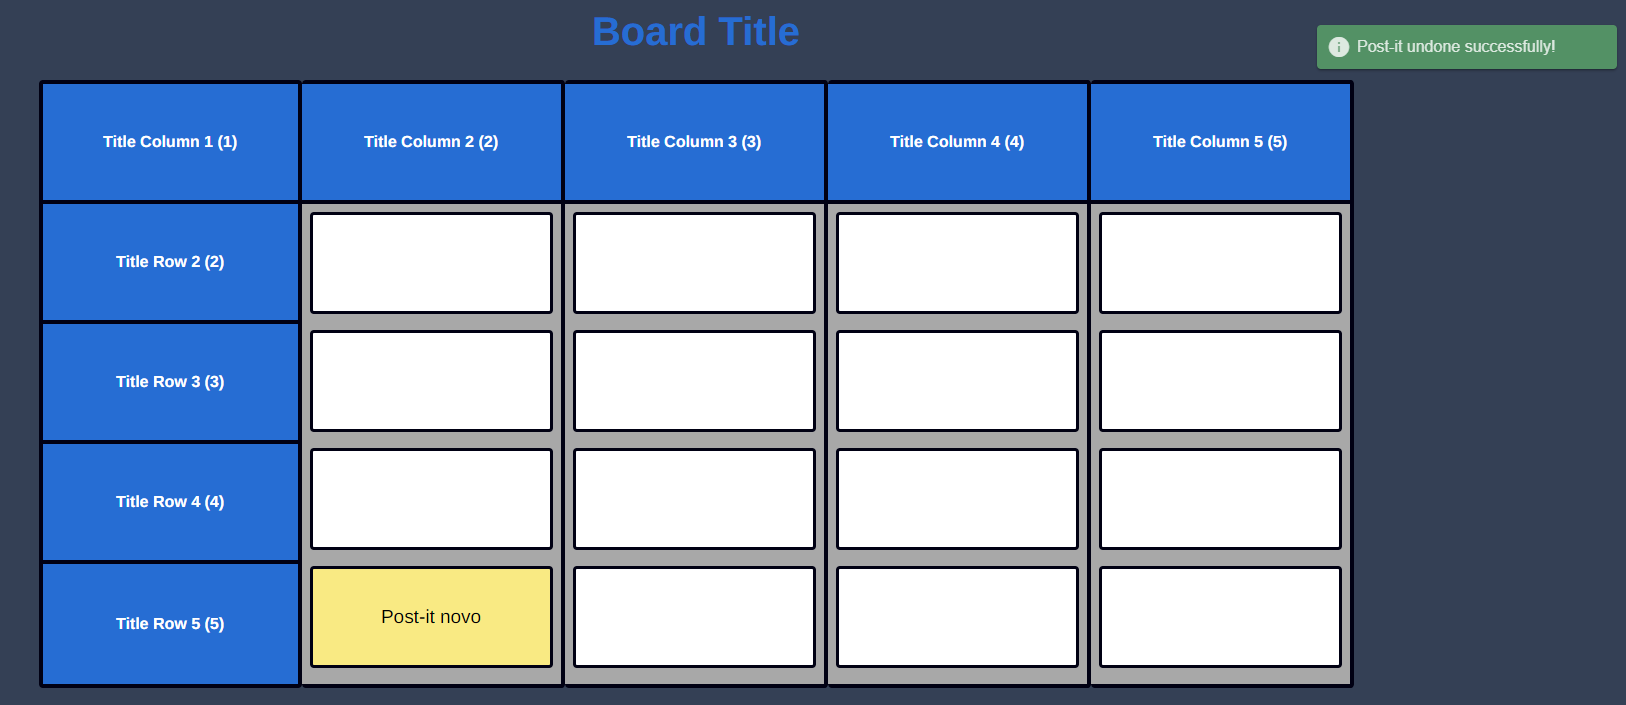 Board Title
Post-it undone successfully!
Title Column 1 (1)
Title Column 2 (2)
Title Column 3 (3)
Title Column 4 (4)
Title Column 5 (5)
Title Row 2 (2)
Title Row 3 (3)
Title Row 4 (4)
Title Row 5 (5)
Post-it novo